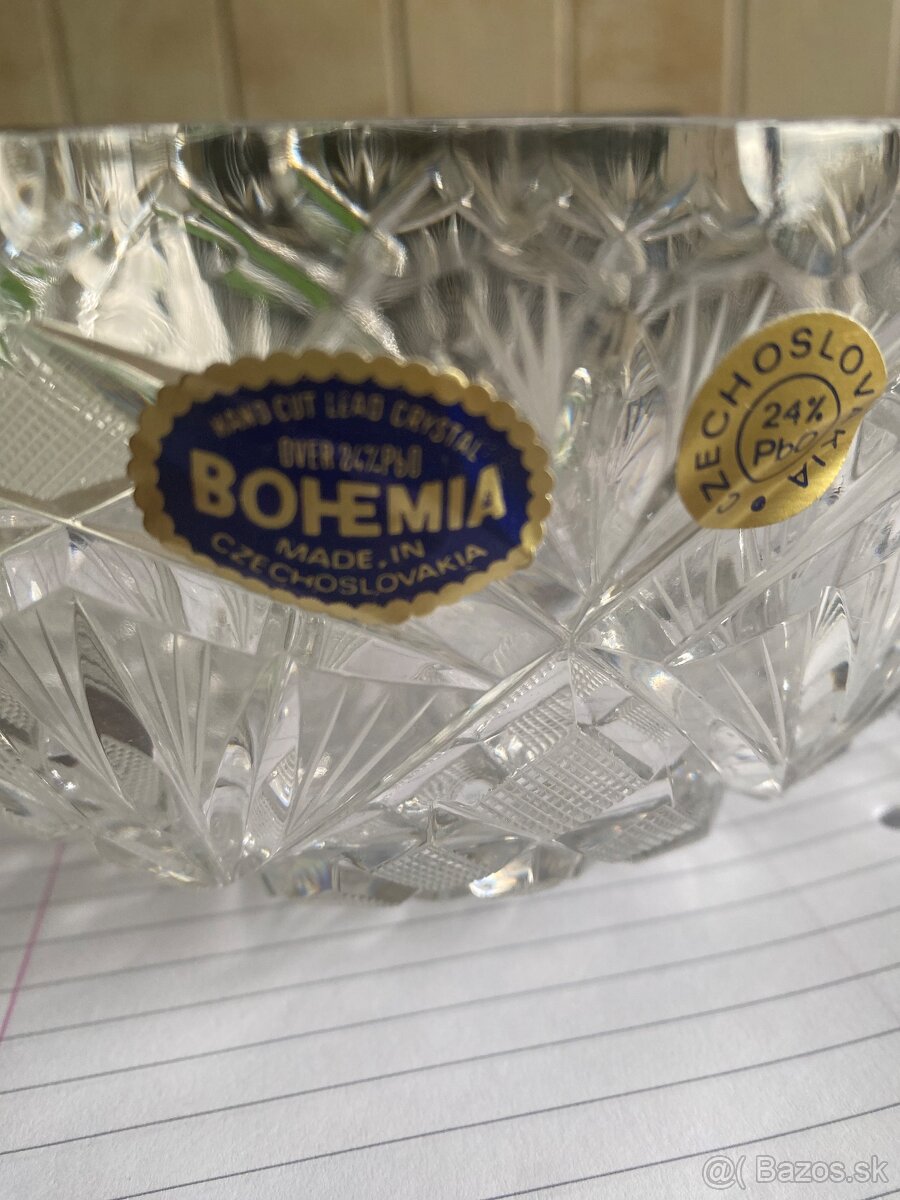 HAND CUT LEAD CRYSTAL
OVER 24% PbO
BOHEMIA
MADE IN
CZECHOSLOVAKIA
CZECHOSLOVAKIA
24%
PbO
@( Bazos.sk